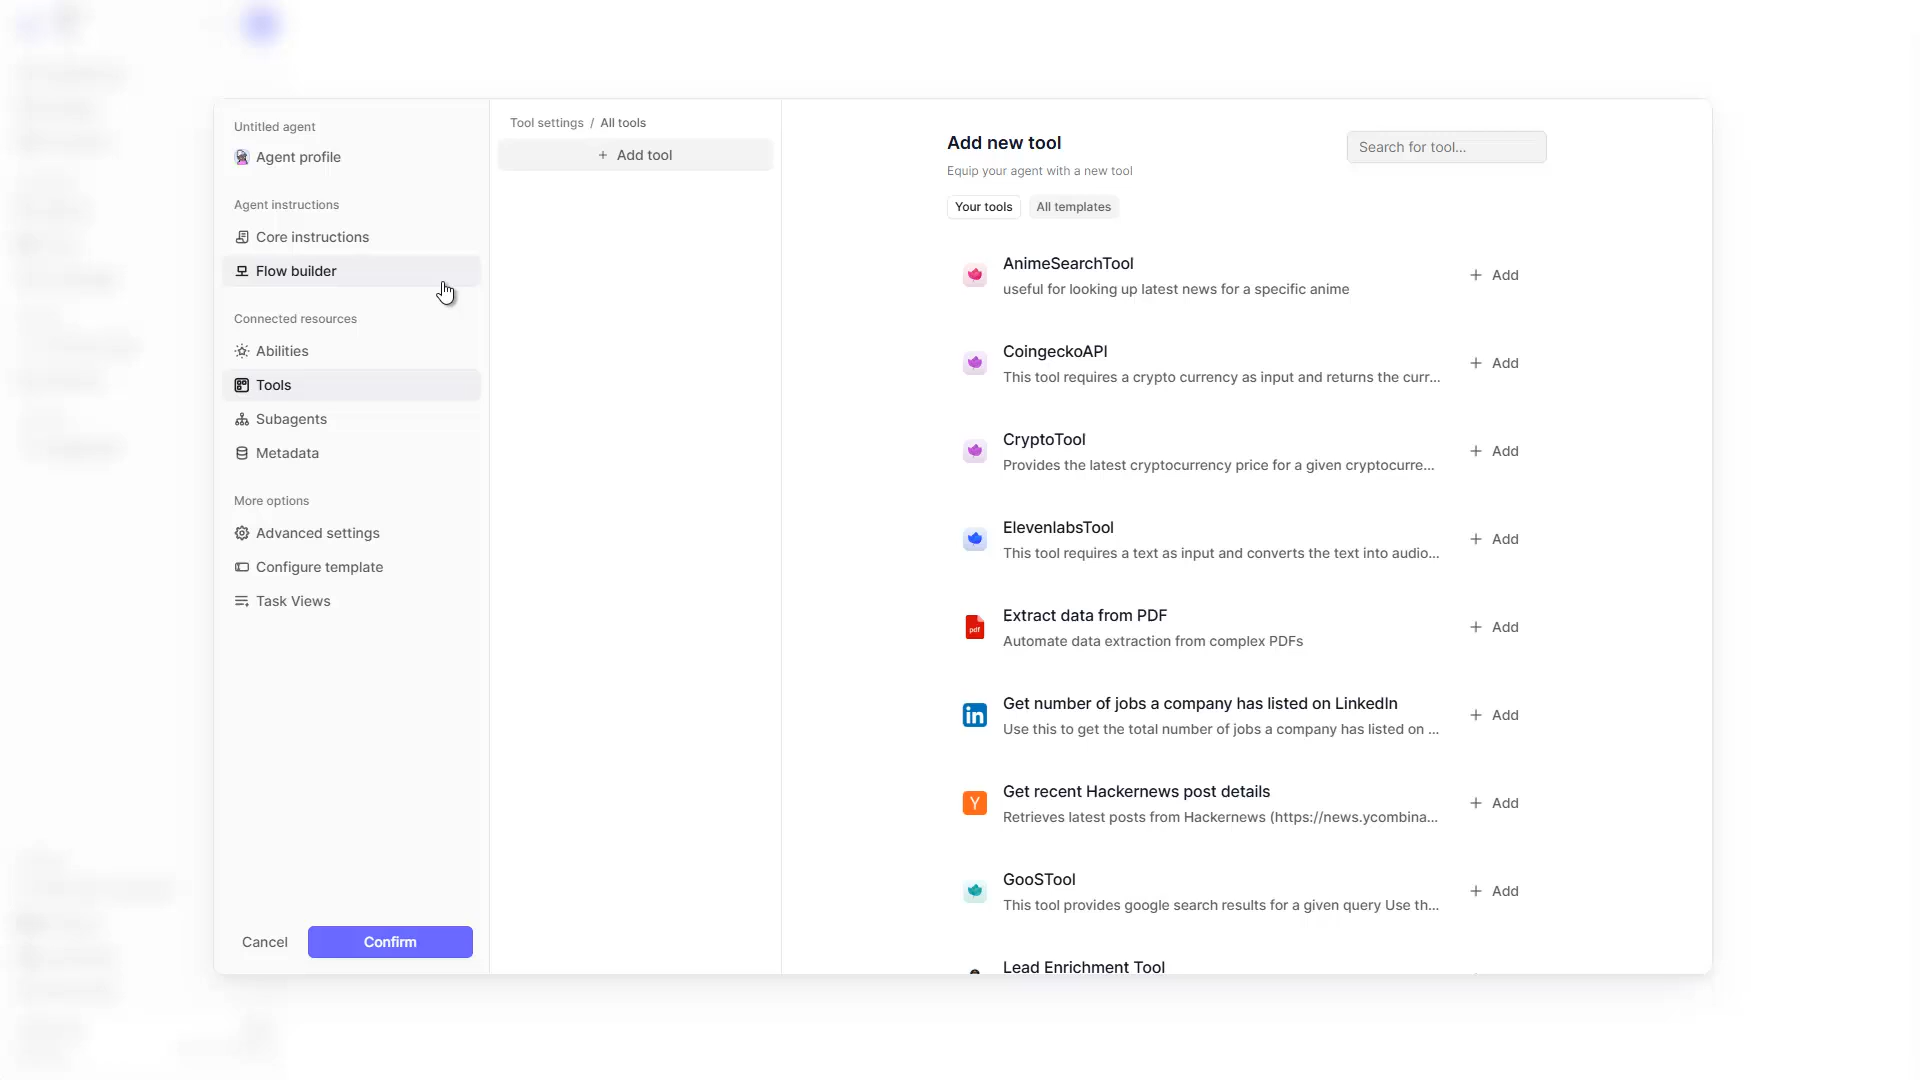 Untitled agent
Agent profile
Agent instructions
Core instructions
Flow builder
Connected resources
Abilities
Tools
Subagents
Metadata
More options
Advanced settings
Configure template
Task Views
Cancel
Confirm
Tool settings / All tools
+ Add tool
Add new tool
Equip your agent with a new tool
Search for tool...
Your tools
All templates
AnimeSearchTool
useful for looking up latest news for a specific anime
+ Add
CoingeckoAPI
This tool requires a crypto currency as input and returns the curr...
+ Add
CryptoTool
Provides the latest cryptocurrency price for a given cryptocurre...
+ Add
ElevenlabsTool
This tool requires a text as input and converts the text into audio...
+ Add
pdf
Extract data from PDF
Automate data extraction from complex PDFs
+ Add
in
Get number of jobs a company has listed on LinkedIn
Use this to get the total number of jobs a company has listed on ...
+ Add
Y
Get recent Hackernews post details
Retrieves latest posts from Hackernews (https://news.ycombina...
+ Add
GooSTool
This tool provides google search results for a given query Use th...
+ Add
Lead Enrichment Tool